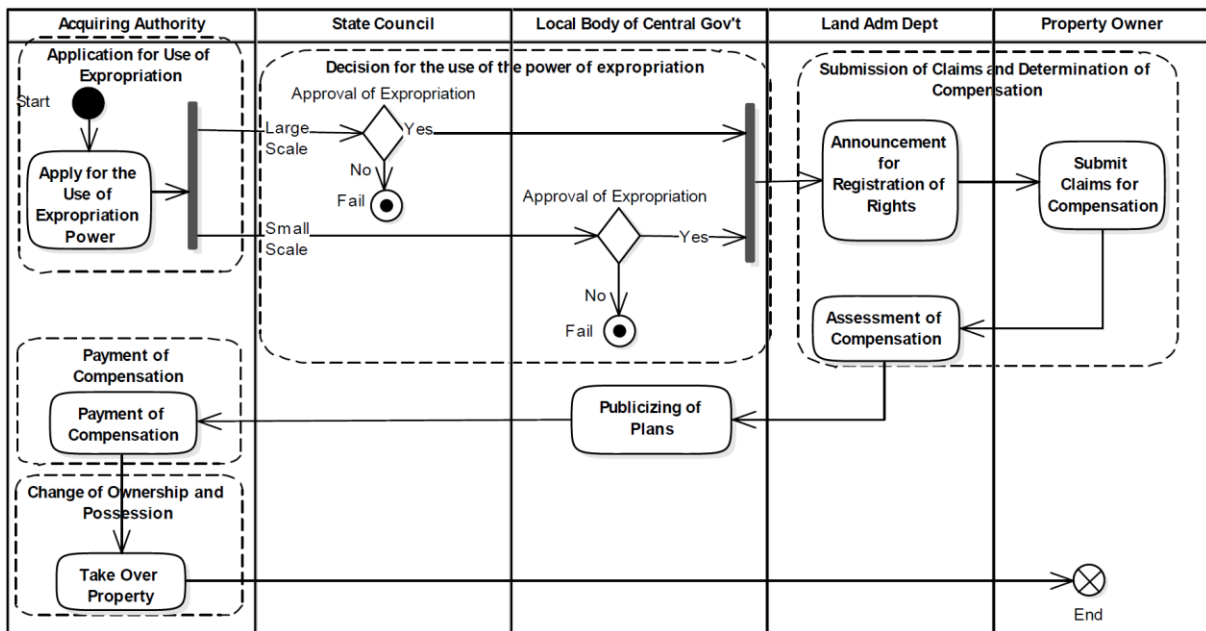 Acquiring Authority
State Council
Local Body of Central Gov't
Land Adm Dept
Property Owner
Application for Use of
Expropriation
Start
Apply for the
Use of
Expropriation
Power
Large
Scale
Small
Scale
Decision for the use of the power of expropriation
Approval of Expropriation
Yes
No
Fail
Approval of Expropriation
Yes
No
Fail
Submission of Claims and Determination of
Compensation
Announcement
for
Registration of
Rights
Submit
Claims for
Compensation
Assessment of
Compensation
Publicizing of
Plans
Payment of
Compensation
Payment of
Compensation
Change of Ownership and
Possession
Take Over
Property
End